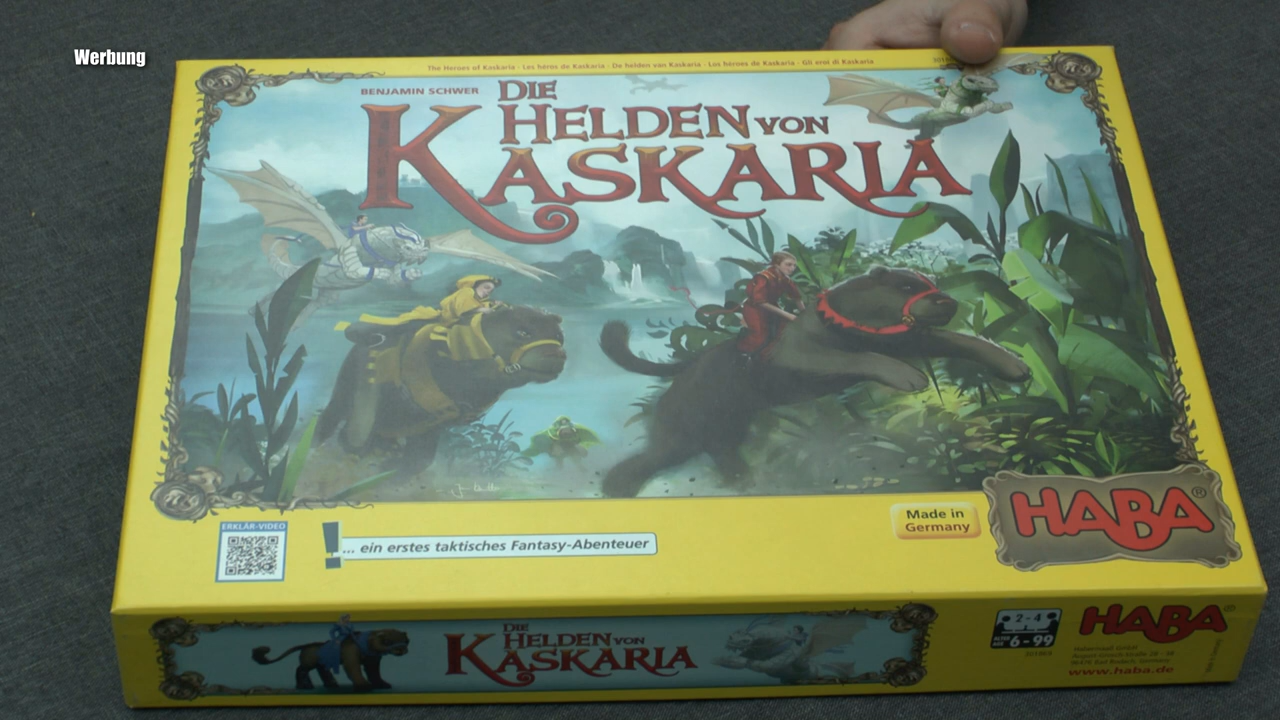 Werbung
The Heroes of Kaskaria · Les héros de Kaskaria · De helden van Kaskaria · Los héroes de Kaskaria · Gli eroi di Kaskaria
BENJAMIN SCHWER
DIE
HELDEN VON
KASKARIA
HABA®
Made in
Germany
ERKLÄR-VIDEO
! ... ein erstes taktisches Fantasy-Abenteuer
DIE
HELDEN VON
KASKARIA
2-4
6-99
HABA®
www.haba.de